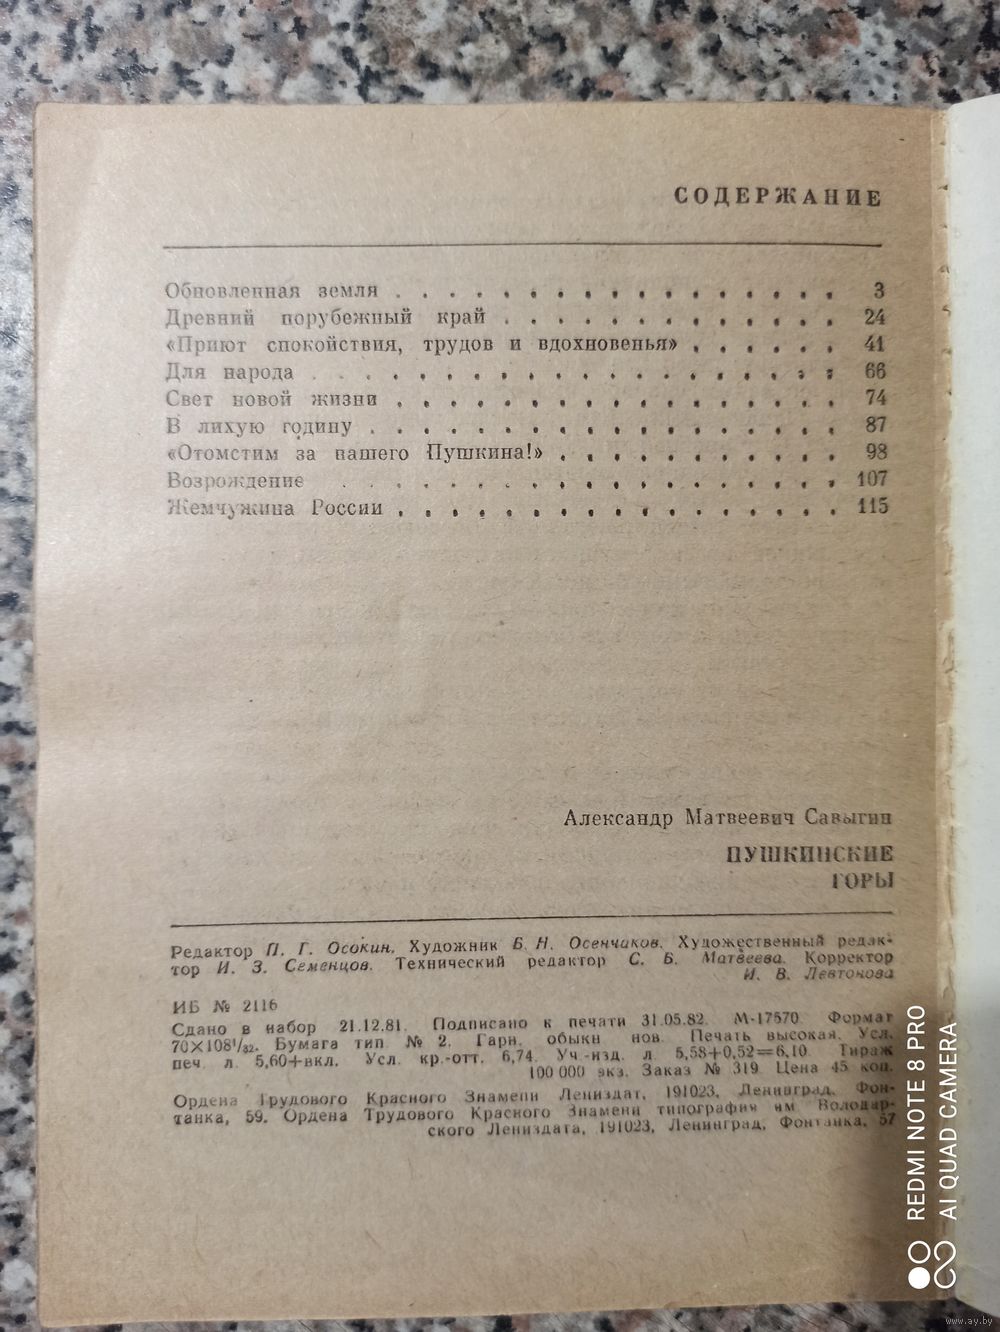 СОДЕРЖАНИЕ
Обновленная земля . . . . . . . . . . . . . . . . . 3
Древний порубежный край . . . . . . . . . . . . . 24
«Приют спокойствия, трудов и вдохновенья» . . . . . . 41
Для народа . . . . . . . . . . . . . . . . . . . . 66
Свет новой жизни . . . . . . . . . . . . . . . . . 74
В лихую годину . . . . . . . . . . . . . . . . . . 87
«Отомстим за нашего Пушкина!» . . . . . . . . . . . 98
Возрождение . . . . . . . . . . . . . . . . . . . 107
Жемчужина России . . . . . . . . . . . . . . . . . 115
Александр Матвеевич Савыгин
ПУШКИНСКИЕ
ГОРЫ
Редактор П. Г. Осокин. Художник Б. Н. Осенчаков. Художественный редак-
тор И. З. Семенцов. Технический редактор С. Б. Матвеева. Корректор
И. В. Левтонова
ИБ № 2116
Сдано в набор 21.12.81. Подписано к печати 31.05.82. М-17570. Формат
70×108¹/₃₂. Бумага тип. № 2. Гарн. обыкн. нов. Печать высокая. Усл.
печ. л. 5,60+вкл. Усл. кр.-отт. 6,74. Уч.-изд. л. 5,58+0,52=6,10. Тираж
100 000 экз. Заказ № 319. Цена 45 коп.
Ордена Трудового Красного Знамени Лениздат, 191023, Ленинград, Фон-
танка, 59. Ордена Трудового Красного Знамени типография им. Володар-
ского Лениздата, 191023, Ленинград, Фонтанка, 57
REDMI NOTE 8 PRO
AI QUAD CAMERA
www.ay.by